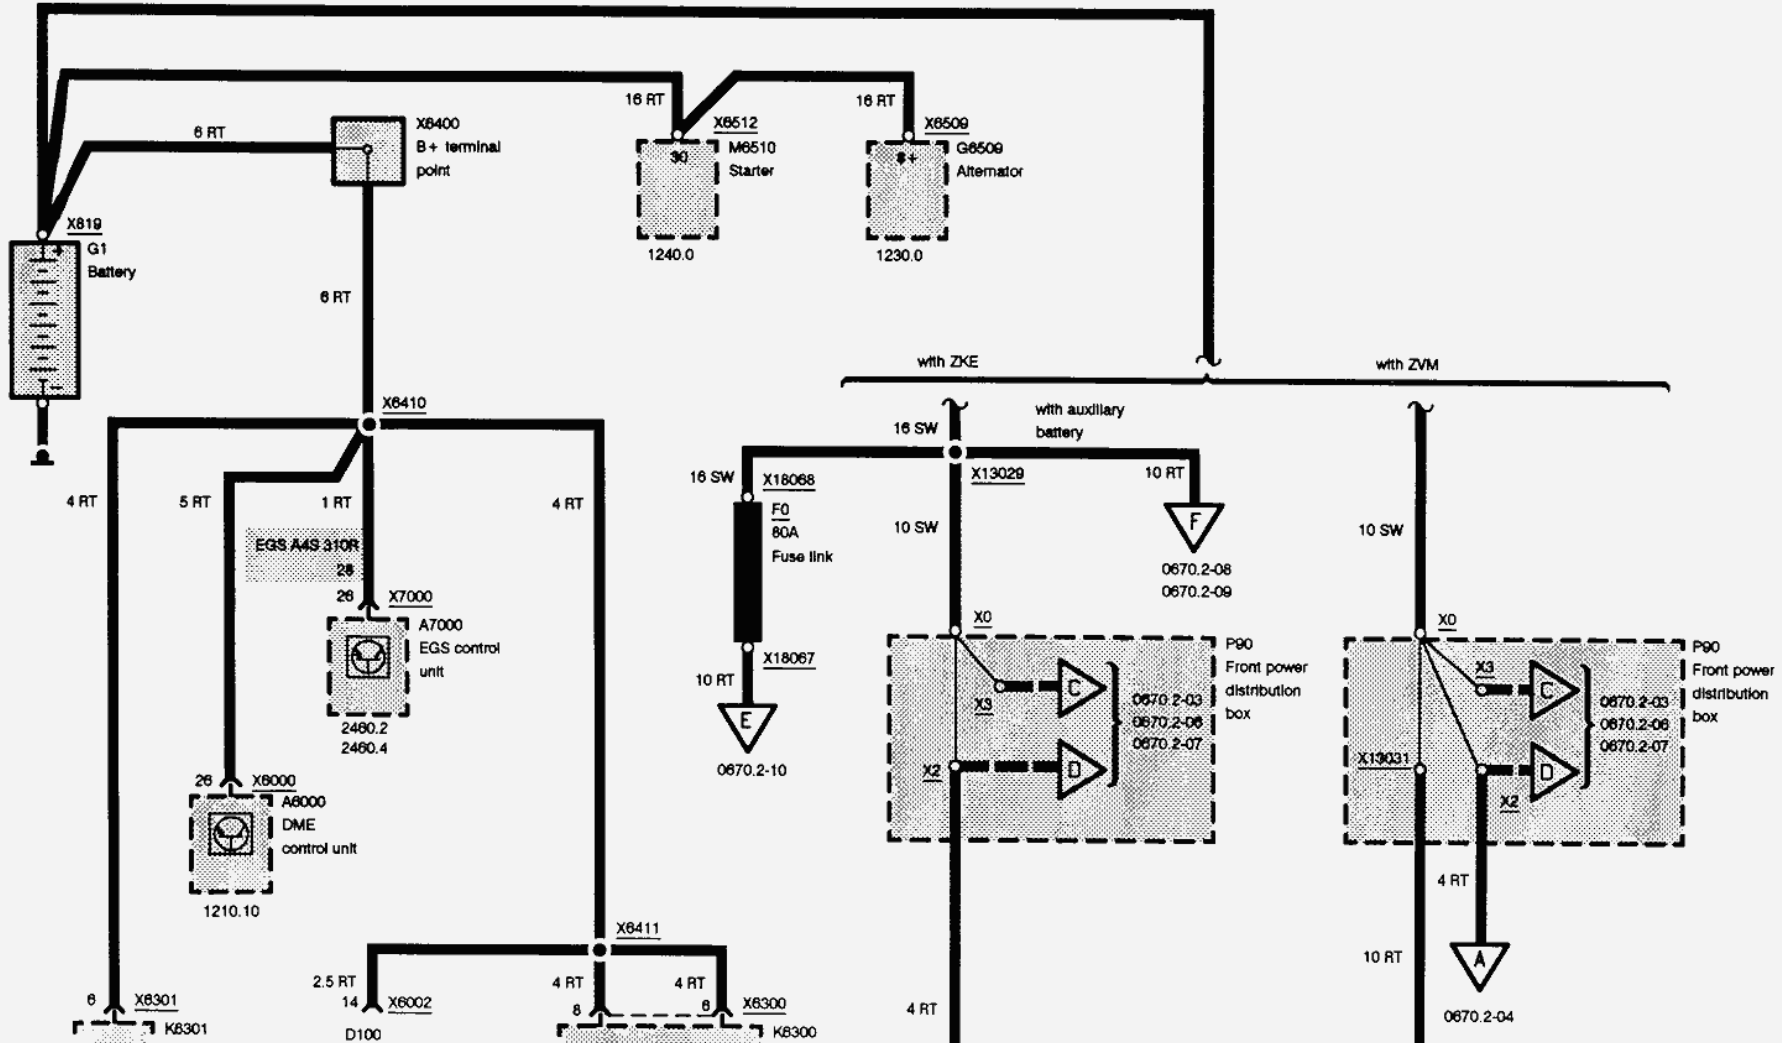 16 RT
X6512
16 RT
X6509
X6400
B+ terminal
point
6 RT
30
M6510
Starter
B+
G6509
Alternator
X819
+
G1
Battery
−
1240.0
1230.0
6 RT
with ZKE
with ZVM
X6410
with auxiliary
battery
16 SW
16 SW
X18068
X13029
10 RT
4 RT
5 RT
1 RT
4 RT
F0
80A
Fuse link
10 SW
F
10 SW
0670.2-08
0670.2-09
EGS A4S 310R
28
26
X7000
A7000
EGS control
unit
2460.2
2460.4
X18067
10 RT
E
0670.2-10
X0
P90
Front power
distribution
box
X3
C
X2
D
0670.2-03
0670.2-06
0670.2-07
X0
P90
Front power
distribution
box
X3
C
X13031
D
X2
0670.2-03
0670.2-06
0670.2-07
26
X6000
A6000
DME
control unit
1210.10
4 RT
A
0670.2-04
10 RT
X6411
2.5 RT
4 RT
4 RT
14
X6002
D100
8
6
X6300
K6300
6
X6301
K6301
4 RT